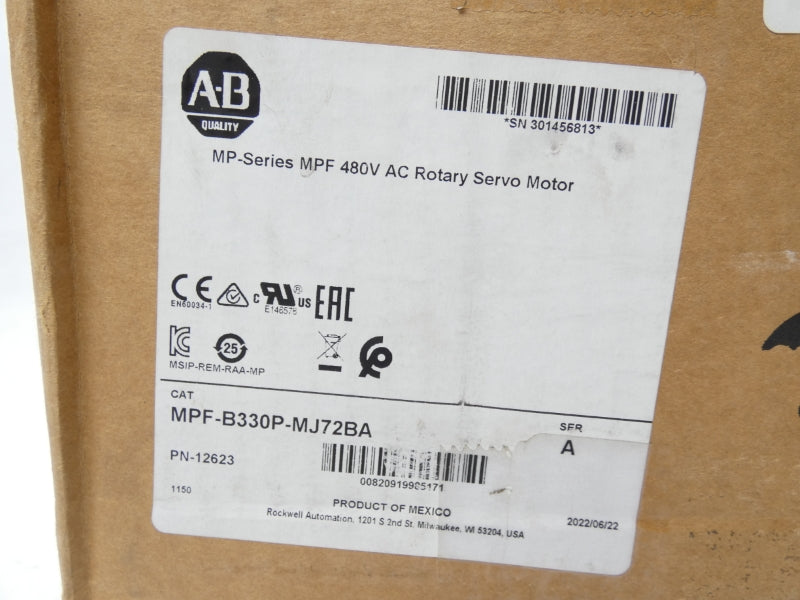 A-B
QUALITY
*SN 301456813*
MP-Series MPF 480V AC Rotary Servo Motor
CE
EN60034-1
c RU US
E146578
EAC
KC
25
MSIP-REM-RAA-MP
CAT
MPF-B330P-MJ72BA
SER
A
PN-12623
1150
PRODUCT OF MEXICO
Rockwell Automation, 1201 S 2nd St, Milwaukee, WI 53204, USA
2022/06/22